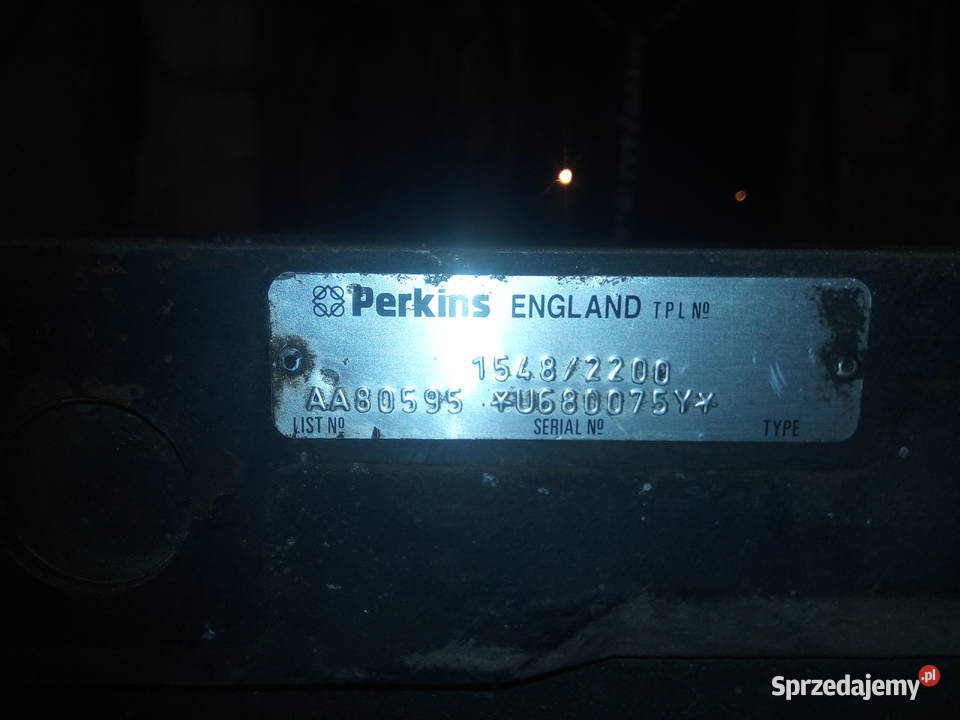 Perkins ENGLAND TPL Nº
1548/2200
AA80595 *U680075Y*
LIST Nº SERIAL Nº TYPE
Sprzedajemy.pl